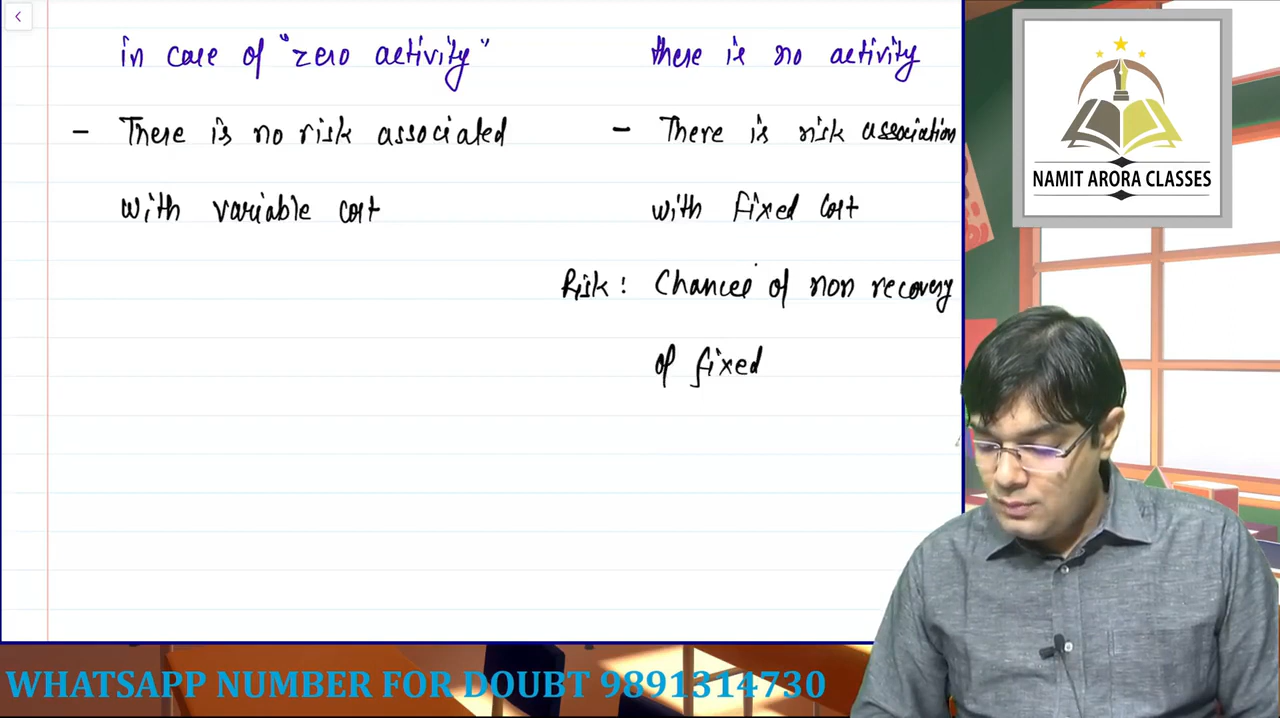 in case of "zero activity"
there is no activity
- There is no risk associated
with variable cost
- There is risk association
with fixed cost
Risk: Chances of non recovery
of fixed
NAMIT ARORA CLASSES
WHATSAPP NUMBER FOR DOUBT 9891314730